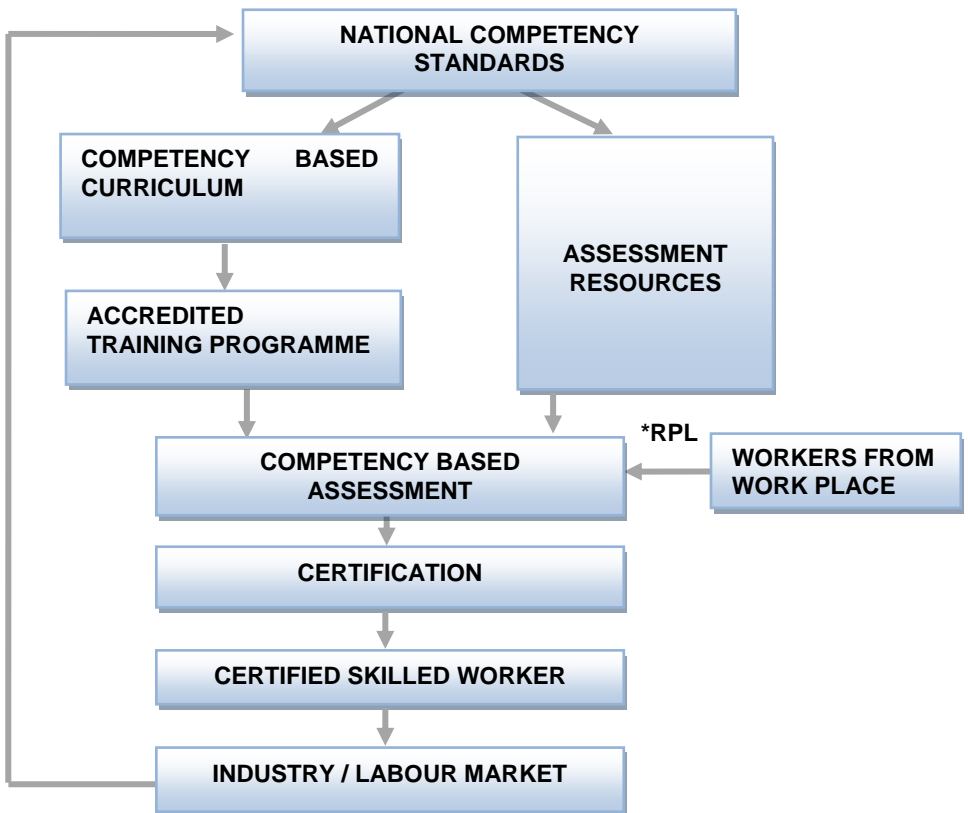 NATIONAL COMPETENCY
STANDARDS
COMPETENCY BASED
CURRICULUM
ASSESSMENT
RESOURCES
ACCREDITED
TRAINING PROGRAMME
*RPL
COMPETENCY BASED
ASSESSMENT
WORKERS FROM
WORK PLACE
CERTIFICATION
CERTIFIED SKILLED WORKER
INDUSTRY / LABOUR MARKET